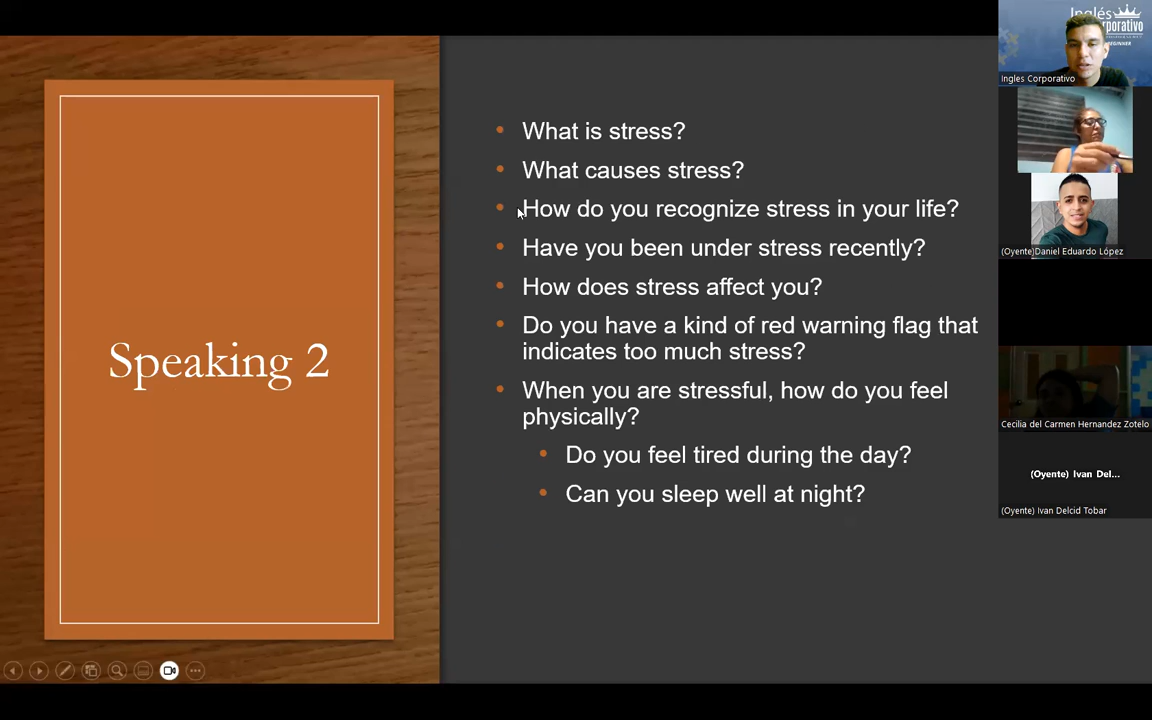 Speaking 2
What is stress?
What causes stress?
How do you recognize stress in your life?
Have you been under stress recently?
How does stress affect you?
Do you have a kind of red warning flag that
indicates too much stress?
When you are stressful, how do you feel
physically?
Do you feel tired during the day?
Can you sleep well at night?
Inglés
Ingles Corporativo
(Oyente)Daniel Eduardo López
Cecilia del Carmen Hernandez Zotelo
(Oyente) Ivan Del...
(Oyente) Ivan Delcid Tobar